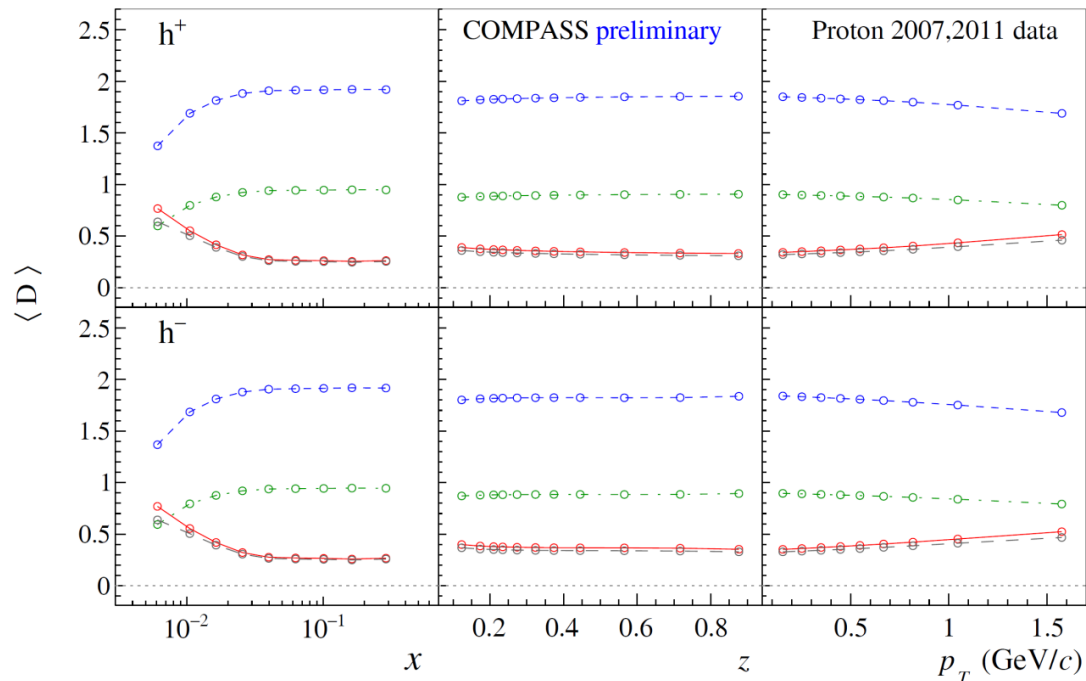 h⁺ COMPASS preliminary Proton 2007,2011 data
2.5
2
1.5
1
0.5
0
⟨ D ⟩
h⁻
2.5
2
1.5
1
0.5
0
10⁻² 10⁻¹ 0.2 0.4 0.6 0.8 0.5 1 1.5
x z p_T (GeV/c)